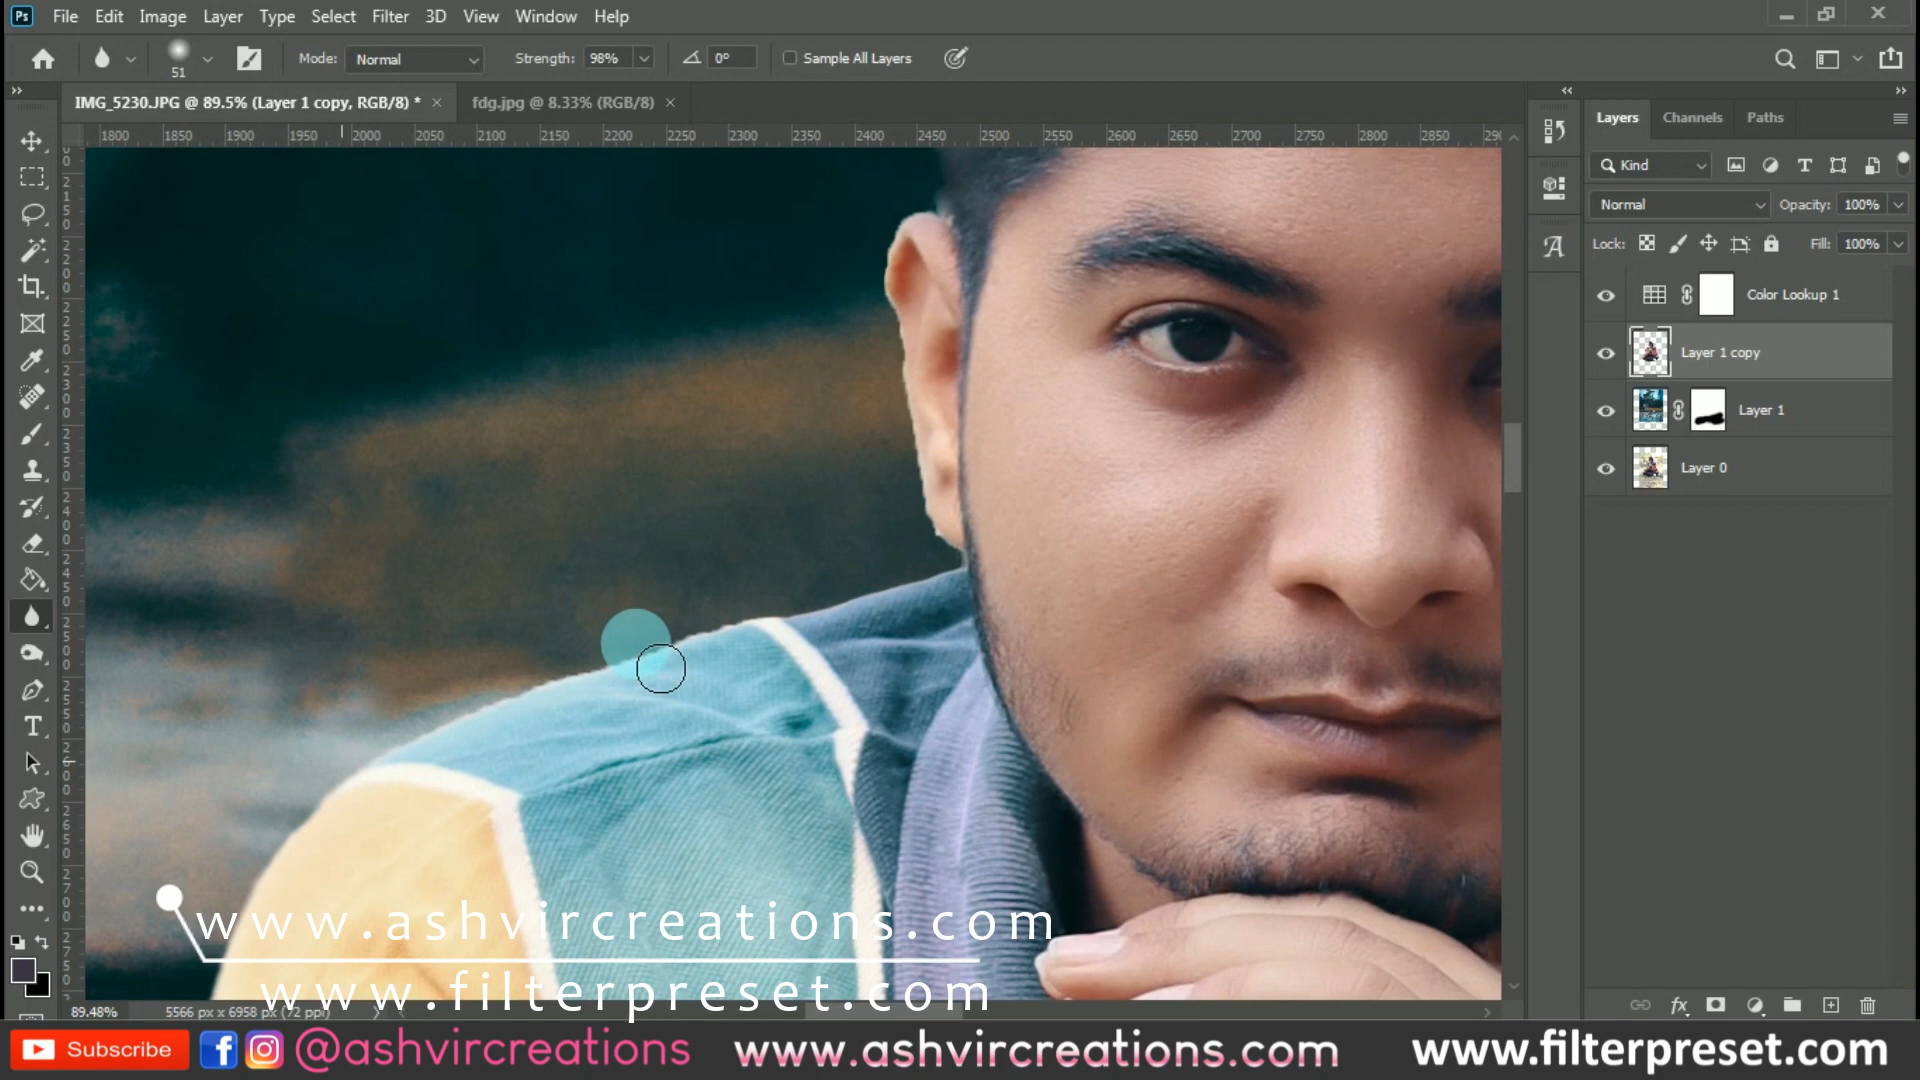 Ps File Edit Image Layer Type Select Filter 3D View Window Help
51 Mode: Normal Strength: 98% 0° Sample All Layers
IMG_5230.JPG @ 89.5% (Layer 1 copy, RGB/8) * × fdg.jpg @ 8.33% (RGB/8) ×
1800 1850 1900 1950 2000 2050 2100 2150 2200 2250 2300 2350 2400 2450 2500 2550 2600 2650 2700 2750 2800 2850
Layers Channels Paths
Kind
Normal Opacity: 100%
Lock: Fill: 100%
Color Lookup 1
Layer 1 copy
Layer 1
Layer 0
www.ashvircreations.com
www.filterpreset.com
89.48% 5566 px x 6958 px (72 ppi)
fx
Subscribe @ashvircreations www.ashvircreations.com www.filterpreset.com